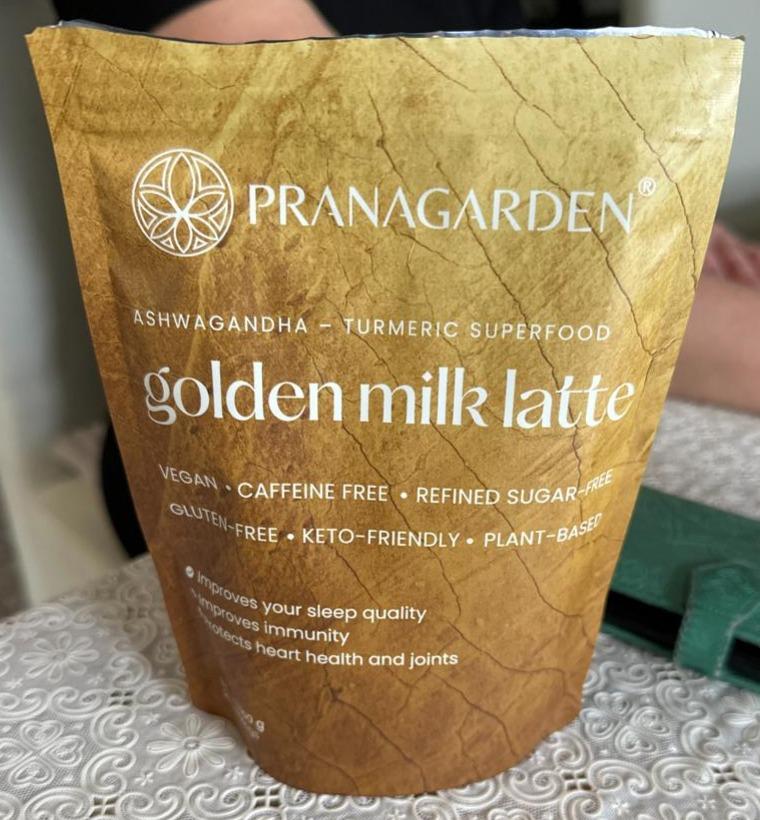 PRANAGARDEN®
ASHWAGANDHA – TURMERIC SUPERFOOD
golden milk latte
VEGAN • CAFFEINE FREE • REFINED SUGAR-FREE
GLUTEN-FREE • KETO-FRIENDLY • PLANT-BASED
Improves your sleep quality
Improves immunity
Protects heart health and joints
g